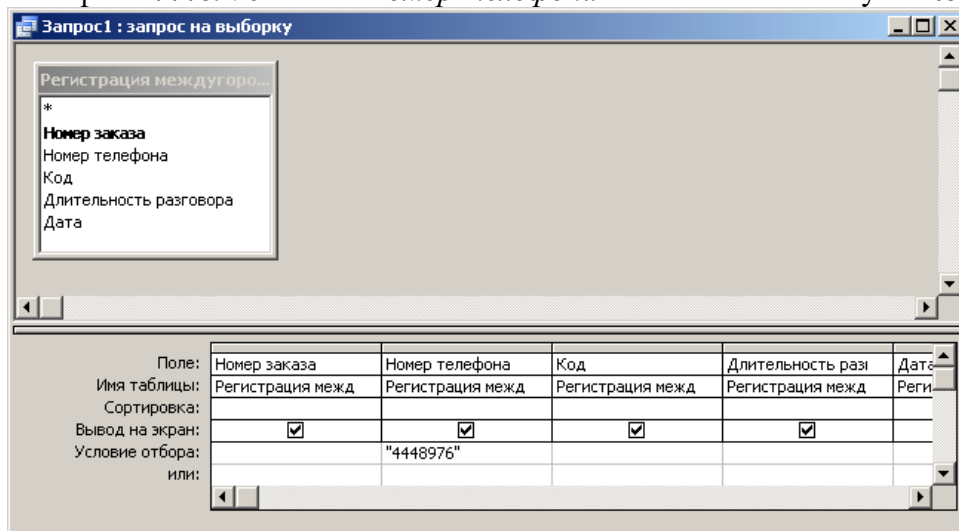 Запрос1 : запрос на выборку
Регистрация междугоро...
*
Номер заказа
Номер телефона
Код
Длительность разговора
Дата
Поле: Номер заказа Номер телефона Код Длительность разг Дата
Имя таблицы: Регистрация межд Регистрация межд Регистрация межд Регистрация межд Реги
Сортировка:
Вывод на экран:
Условие отбора: "4448976"
или: